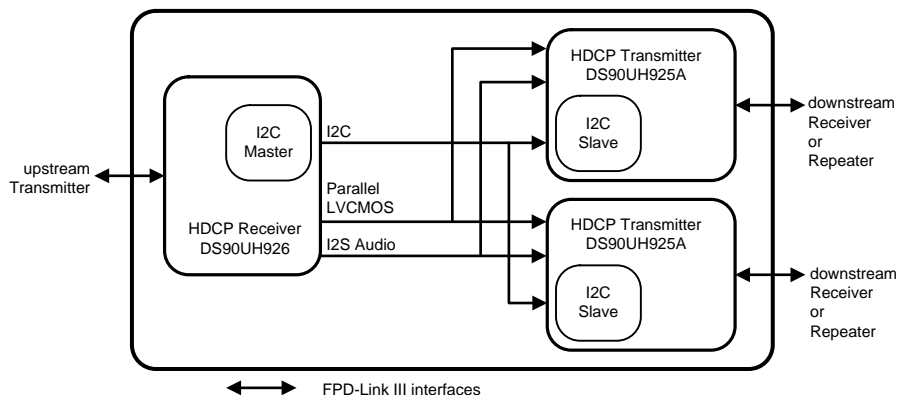 upstream
Transmitter
I2C
Master
HDCP Receiver
DS90UH926
I2C
Parallel
LVCMOS
I2S Audio
HDCP Transmitter
DS90UH925A
I2C
Slave
downstream
Receiver
or
Repeater
HDCP Transmitter
DS90UH925A
I2C
Slave
downstream
Receiver
or
Repeater
FPD-Link III interfaces